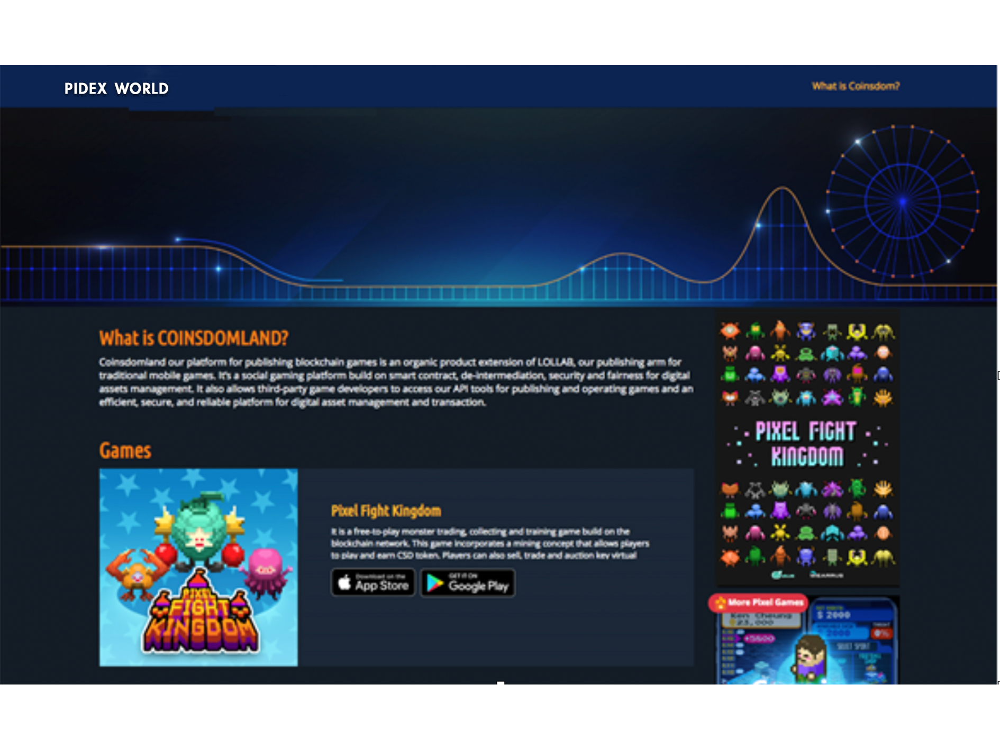 PIDEX WORLD
What is Coinsdom?
What is COINSDOMLAND?
Coinsdomland our platform for publishing blockchain games is an organic product extension of LOLLAB, our publishing arm for
traditional mobile games. It's a social gaming platform build on smart contract, de-intermediation, security and fairness for digital
assets management. It also allows third-party game developers to access our API tools for publishing and operating games and an
efficient, secure, and reliable platform for digital asset management and transaction.
Games
PIXEL
FIGHT
KINGDOM
Pixel Fight Kingdom
It is a free-to-play monster trading, collecting and training game build on the
blockchain network. This game incorporates a mining concept that allows players
to play and earn CSD token. Players can also sell, trade and auction key virtual
Download on the
App Store
GET IT ON
Google Play
PIXEL FIGHT
KINGDOM
More Pixel Games
Ken Cheung
23,000
+5500
$ 2000
2000
0%